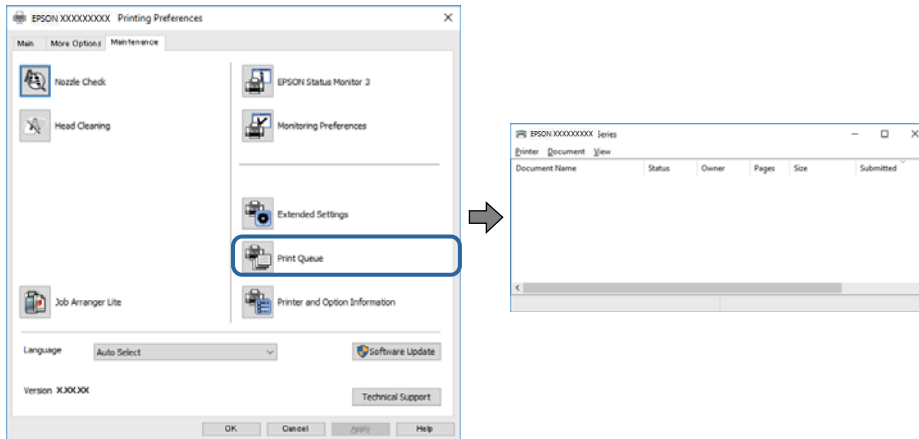 EPSON XXXXXXXXX Printing Preferences
Main More Options Maintenance
Nozzle Check
EPSON Status Monitor 3
Head Cleaning
Monitoring Preferences
Extended Settings
Print Queue
Job Arranger Lite
Printer and Option Information
Language Auto Select
Software Update
Version X.XX.XX
Technical Support
OK Cancel Apply Help
EPSON XXXXXXXXX Series
Printer Document View
Document Name Status Owner Pages Size Submitted